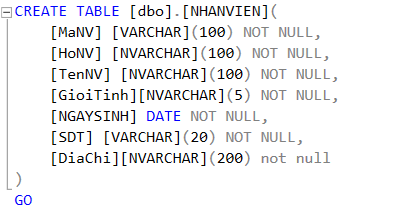 CREATE TABLE [dbo].[NHANVIEN](
[MaNV] [VARCHAR](100) NOT NULL,
[HoNV] [NVARCHAR](100) NOT NULL,
[TenNV] [NVARCHAR](100) NOT NULL,
[GioiTinh][NVARCHAR](5) NOT NULL,
[NGAYSINH] DATE NOT NULL,
[SDT] [VARCHAR](20) NOT NULL,
[DiaChi][NVARCHAR](200) not null
)
GO